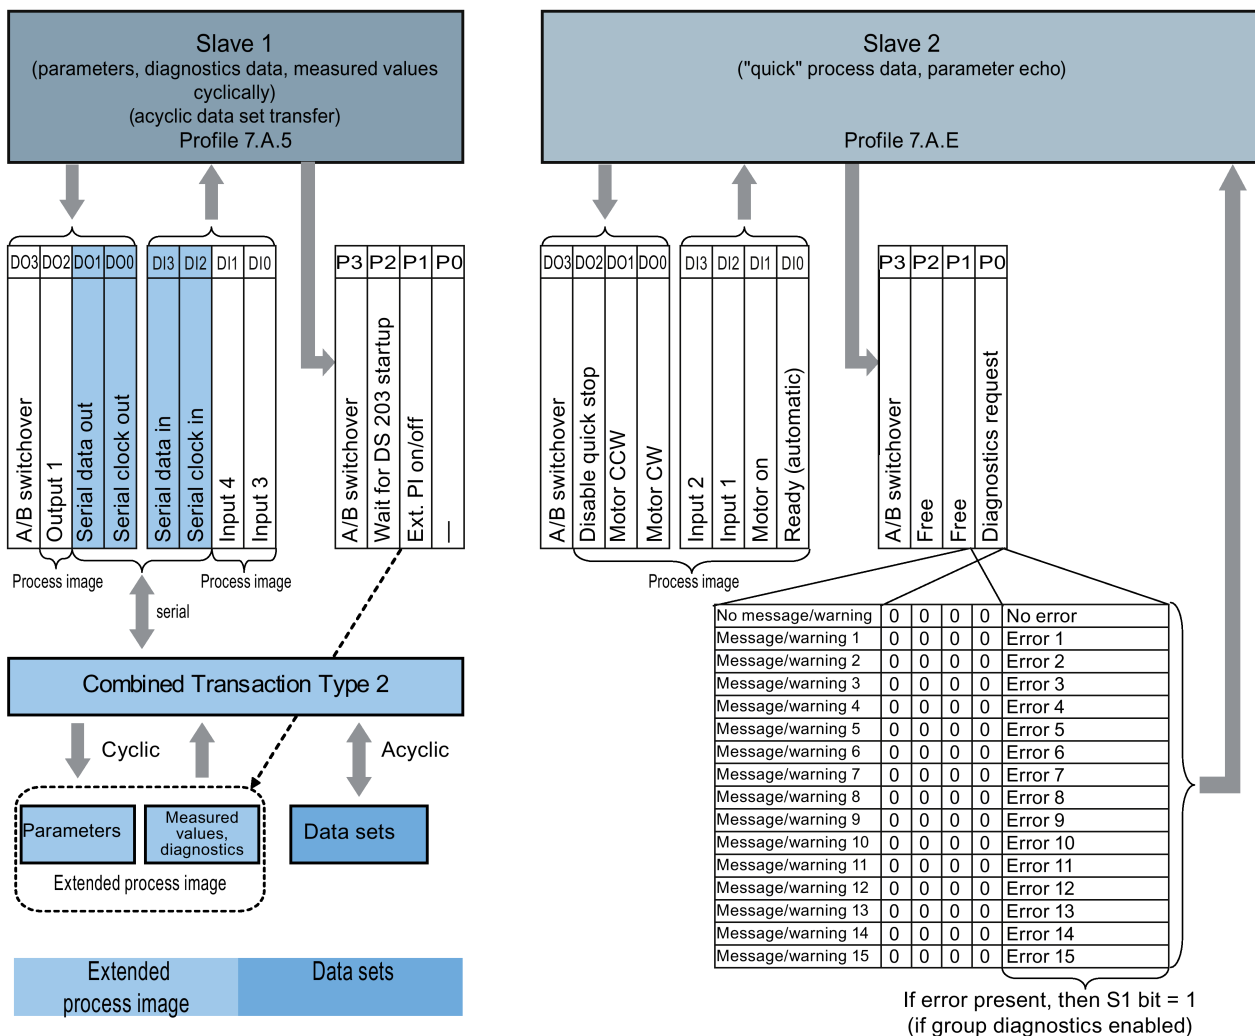 Slave 1
(parameters, diagnostics data, measured values
cyclically)
(acyclic data set transfer)
Profile 7.A.5
DO3 DO2 DO1 DO0
DI3 DI2 DI1 DI0
P3 P2 P1 P0
A/B switchover
Output 1
Serial data out
Serial clock out
Serial data in
Serial clock in
Input 4
Input 3
A/B switchover
Wait for DS 203 startup
Ext. PI on/off
—
Process image
Process image
serial
Combined Transaction Type 2
Cyclic
Acyclic
Parameters
Measured
values,
diagnostics
Data sets
Extended process image
Extended
process image
Data sets
Slave 2
("quick" process data, parameter echo)
Profile 7.A.E
DO3 DO2 DO1 DO0
DI3 DI2 DI1 DI0
P3 P2 P1 P0
A/B switchover
Disable quick stop
Motor CCW
Motor CW
Input 2
Input 1
Motor on
Ready (automatic)
A/B switchover
Free
Free
Diagnostics request
Process image
No message/warning 0 0 0 0 No error
Message/warning 1 0 0 0 0 Error 1
Message/warning 2 0 0 0 0 Error 2
Message/warning 3 0 0 0 0 Error 3
Message/warning 4 0 0 0 0 Error 4
Message/warning 5 0 0 0 0 Error 5
Message/warning 6 0 0 0 0 Error 6
Message/warning 7 0 0 0 0 Error 7
Message/warning 8 0 0 0 0 Error 8
Message/warning 9 0 0 0 0 Error 9
Message/warning 10 0 0 0 0 Error 10
Message/warning 11 0 0 0 0 Error 11
Message/warning 12 0 0 0 0 Error 12
Message/warning 13 0 0 0 0 Error 13
Message/warning 14 0 0 0 0 Error 14
Message/warning 15 0 0 0 0 Error 15
If error present, then S1 bit = 1
(if group diagnostics enabled)